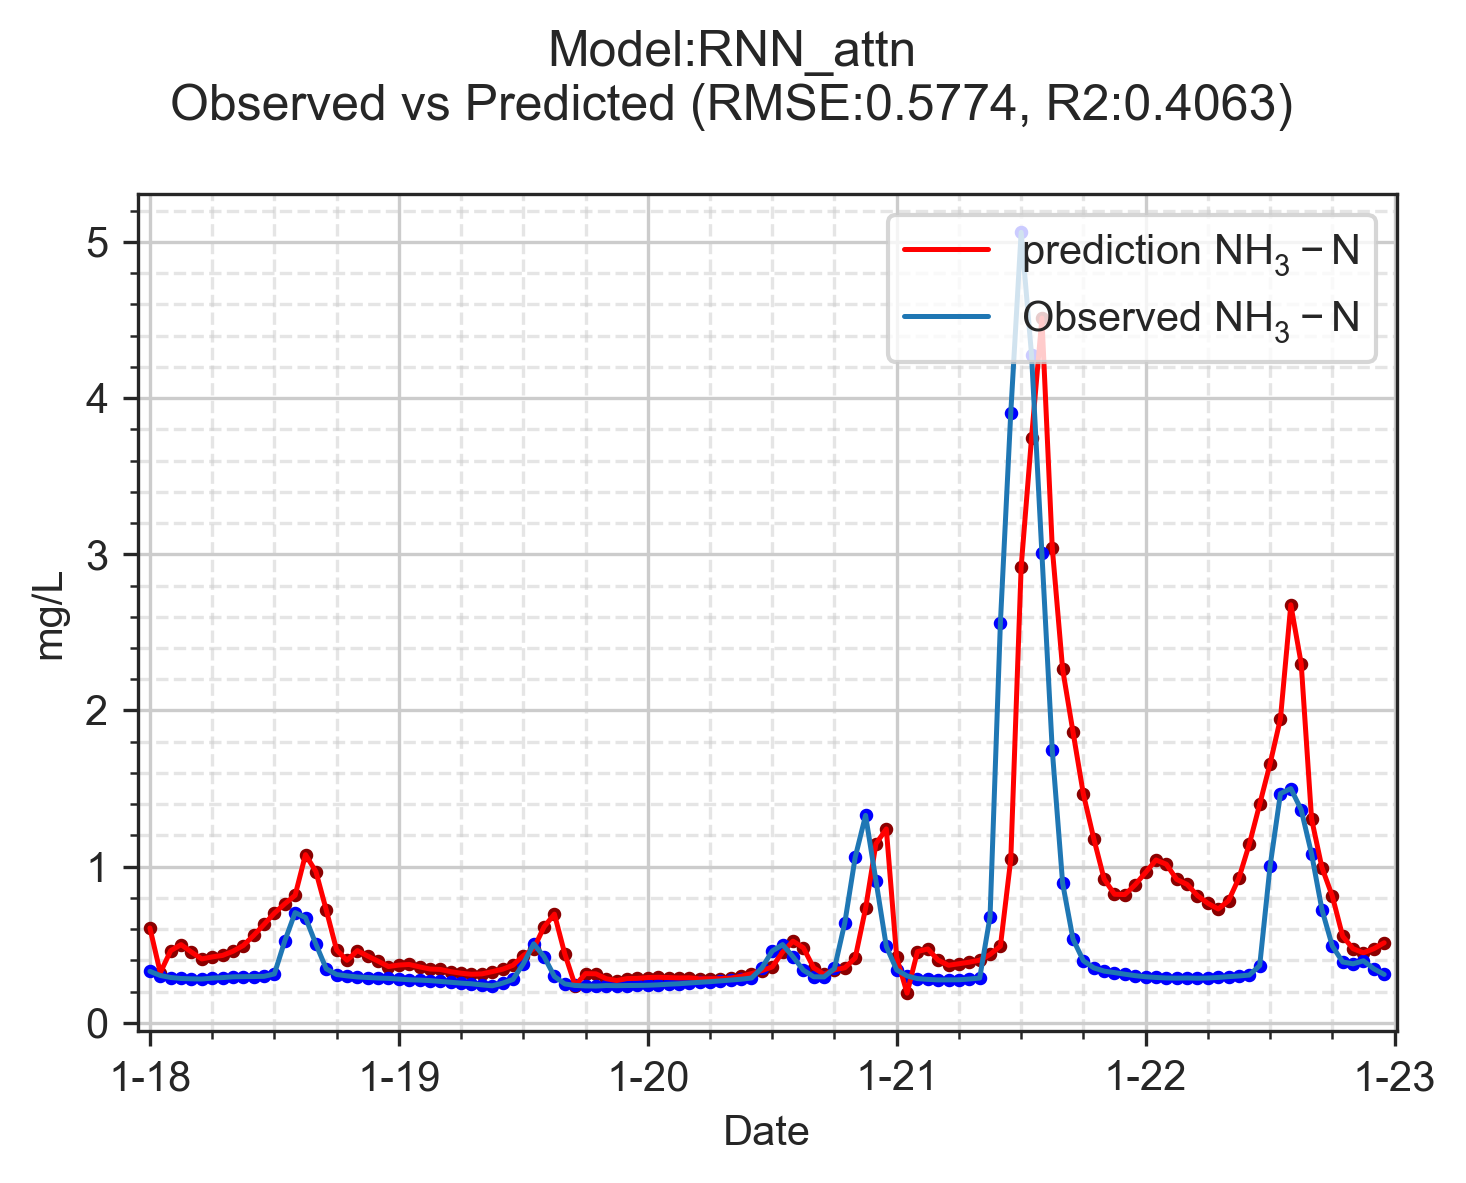 Model:RNN_attn
Observed vs Predicted (RMSE:0.5774, R2:0.4063)
prediction NH₃ − N
Observed NH₃ − N
5
4
3
2
1
0
mg/L
1-18 1-19 1-20 1-21 1-22 1-23
Date